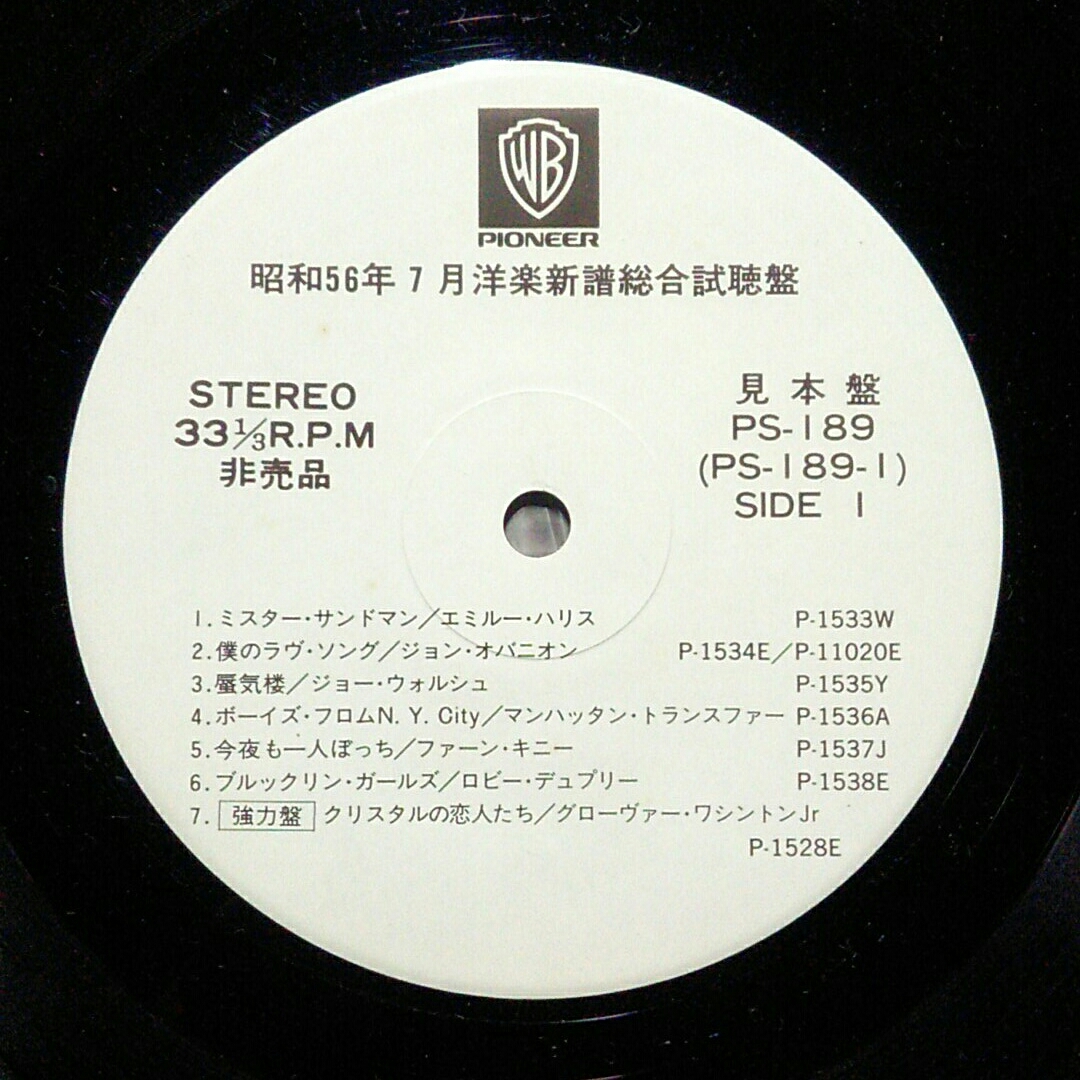 WB
PIONEER
昭和56年7月洋楽新譜総合試聴盤
STEREO
33⅓R.P.M
非売品
見本盤
PS-189
(PS-189-1)
SIDE 1
1.ミスター・サンドマン/エミルー・ハリス P-1533W
2.僕のラヴ・ソング/ジョン・オバニオン P-1534E/P-11020E
3.蜃気楼/ジョー・ウォルシュ P-1535Y
4.ボーイズ・フロムN.Y.City/マンハッタン・トランスファー P-1536A
5.今夜も一人ぼっち/ファーン・キニー P-1537J
6.ブルックリン・ガールズ/ロビー・デュプリー P-1538E
7.強力盤 クリスタルの恋人たち/グローヴァー・ワシントンJr
P-1528E